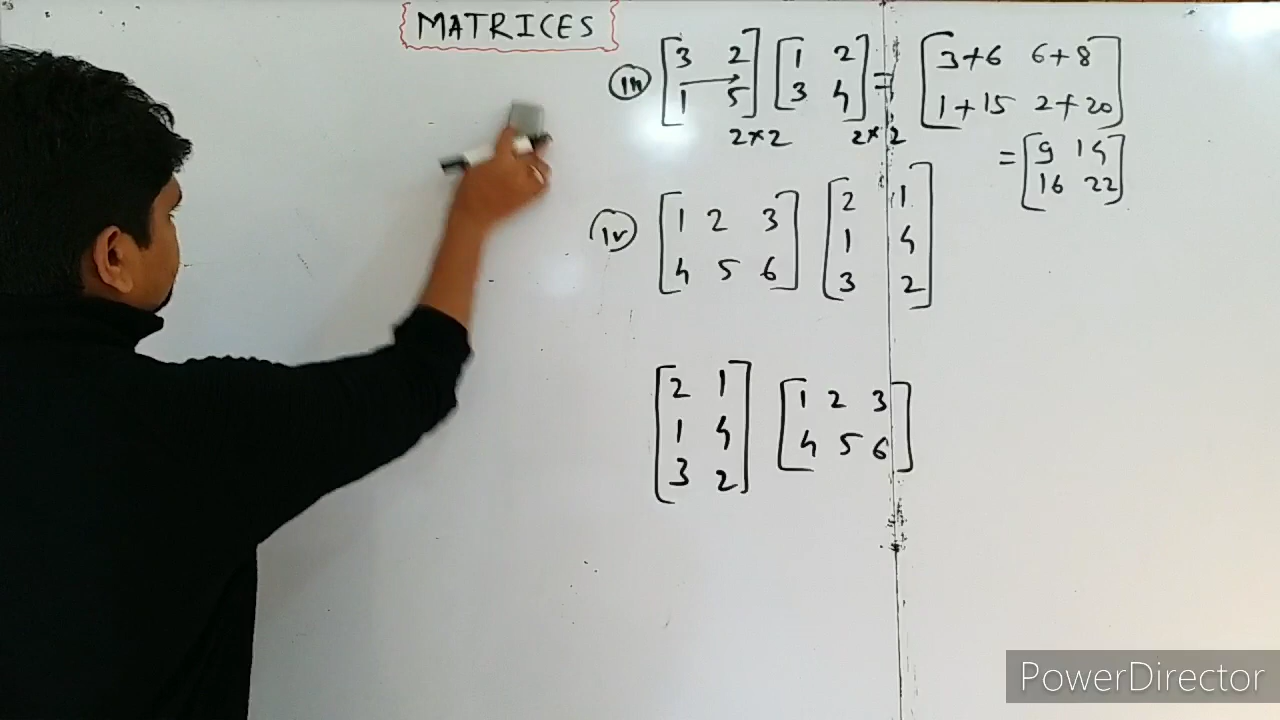 MATRICES
(iii) [3 2] [1 2] = [3+6 6+8]
[1 5] [3 4] [1+15 2+20]
2×2 2×2
= [9 14]
[16 22]
(iv) [1 2 3] [2 1]
[4 5 6] [1 4]
[3 2]
[2 1] [1 2 3]
[1 4] [4 5 6]
[3 2]
PowerDirector